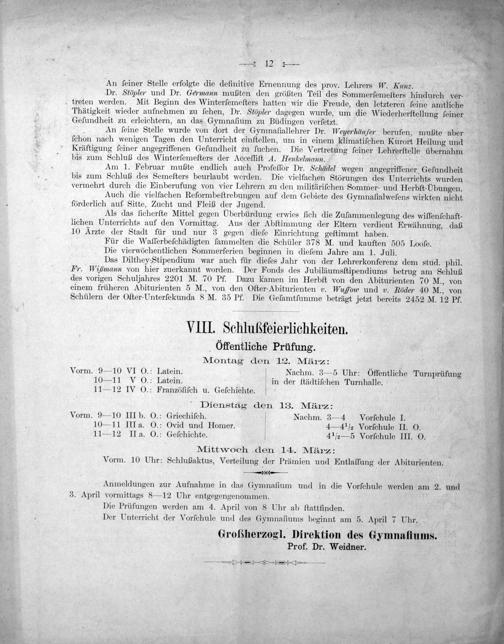 12
An ſeiner Stelle erfolgte die definitive Ernennung des prov. Lehrers W. Kunz.
Dr. Stöpler und Dr. Germann mußten den größten Teil des Sommerſemeſters hindurch ver-
treten werden. Mit Beginn des Winterſemeſters hatten wir die Freude, den letzteren ſeine amtliche
Thätigkeit wieder aufnehmen zu ſehen, Dr. Stöpler dagegen wurde, um die Wiederherſtellung ſeiner
Geſundheit zu erleichtern, an das Gymnaſium zu Büdingen verſetzt.
An ſeine Stelle wurde von dort der Gymnaſiallehrer Dr. Weyerhäuſer berufen, mußte aber
ſchon nach wenigen Tagen den Unterricht einſtellen, um in einem klimatiſchen Kurort Heilung und
Kräftigung ſeiner angegriffenen Geſundheit zu ſuchen. Die Vertretung ſeiner Lehrerſtelle übernahm
bis zum Schluß des Winterſemeſters der Acceſſiſt A. Henkelmann.
Am 1. Februar mußte endlich auch Profeſſor Dr. Schädel wegen angegriffener Geſundheit
bis zum Schluß des Semeſters beurlaubt werden. Die vielfachen Störungen des Unterrichts wurden
vermehrt durch die Einberufung von vier Lehrern zu den militäriſchen Sommer- und Herbſt-Übungen.
Auch die vielfachen Reformbeſtrebungen auf dem Gebiete des Gymnaſialweſens wirkten nicht
förderlich auf Sitte, Zucht und Fleiß der Jugend.
Als das ſicherſte Mittel gegen Überbürdung erwies ſich die Zuſammenlegung des wiſſenſchaft-
lichen Unterrichts auf den Vormittag. Aus der Abſtimmung der Eltern verdient Erwähnung, daß
10 Ärzte der Stadt für und nur 3 gegen dieſe Einrichtung geſtimmt haben.
Für die Waſſerbeſchädigten ſammelten die Schüler 378 M. und kauften 505 Looſe.
Die vierwöchentlichen Sommerferien beginnen in dieſem Jahre am 1. Juli.
Das Dilthey-Stipendium war auch für dieſes Jahr von der Lehrerkonferenz dem stud. phil.
Fr. Wißmann von hier zuerkannt worden. Der Fonds des Jubiläumsſtipendiums betrug am Schluß
des vorigen Schuljahres 2201 M. 70 Pf. Dazu kamen im Herbſt von den Abiturienten 70 M., von
einem früheren Abiturienten 5 M., von den Oſter-Abiturienten v. Wuſſow und v. Röder 40 M., von
Schülern der Oſter-Unterſekunda 8 M. 35 Pf. Die Geſamtſumme beträgt jetzt bereits 2452 M. 12 Pf.
VIII. Schlußfeierlichkeiten.
Öffentliche Prüfung.
Montag den 12. März:
Vorm. 9—10 VI O.: Latein.
10—11 V O.: Latein.
11—12 IV O.: Franzöſiſch u. Geſchichte.
Nachm. 3—5 Uhr: Öffentliche Turnprüfung
in der ſtädtiſchen Turnhalle.
Dienstag den 13. März:
Vorm. 9—10 III b. O.: Griechiſch.
10—11 III a. O.: Ovid und Homer.
11—12 II a. O.: Geſchichte.
Nachm. 3—4 Vorſchule I.
4—4½ Vorſchule II. O.
4½—5 Vorſchule III. O.
Mittwoch den 14. März:
Vorm. 10 Uhr: Schlußaktus, Verteilung der Prämien und Entlaſſung der Abiturienten.
Anmeldungen zur Aufnahme in das Gymnaſium und in die Vorſchule werden am 2. und
3. April vormittags 8—12 Uhr entgegengenommen.
Die Prüfungen werden am 4. April von 8 Uhr ab ſtattfinden.
Der Unterricht der Vorſchule und des Gymnaſiums beginnt am 5. April 7 Uhr.
Großherzogl. Direktion des Gymnaſiums.
Prof. Dr. Weidner.